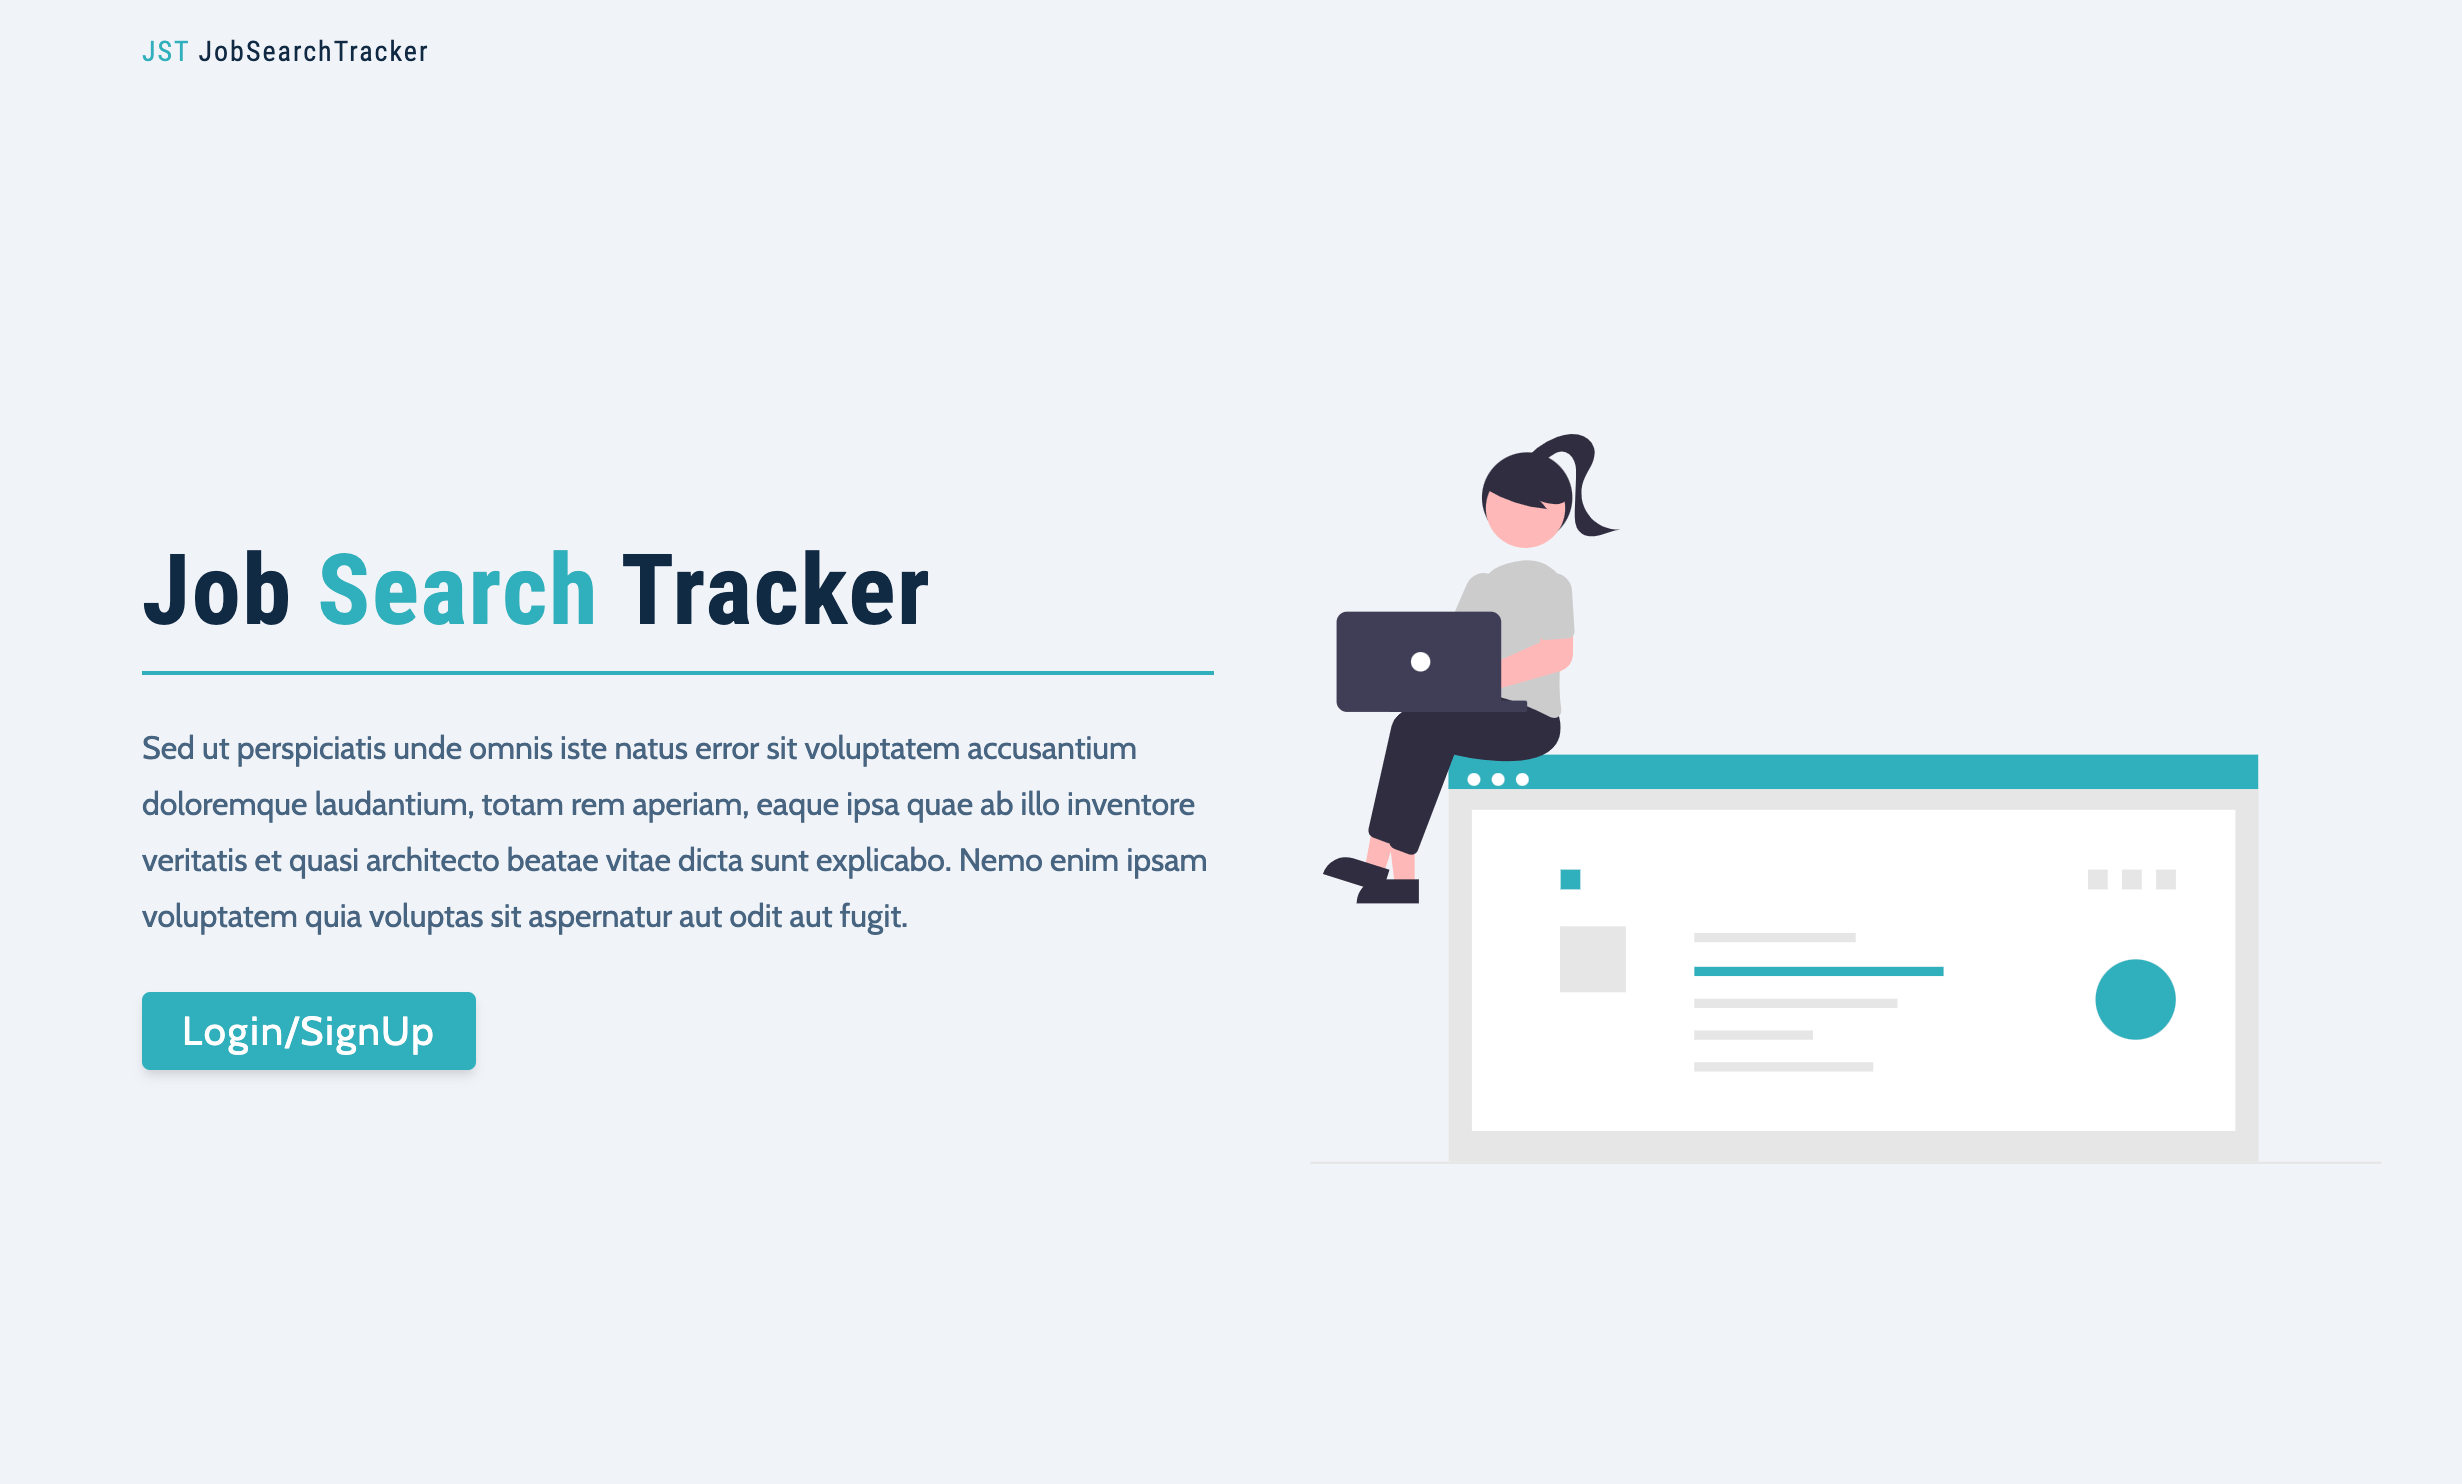 JST JobSearchTracker
Job Search Tracker
Sed ut perspiciatis unde omnis iste natus error sit voluptatem accusantium
doloremque laudantium, totam rem aperiam, eaque ipsa quae ab illo inventore
veritatis et quasi architecto beatae vitae dicta sunt explicabo. Nemo enim ipsam
voluptatem quia voluptas sit aspernatur aut odit aut fugit.
Login/SignUp